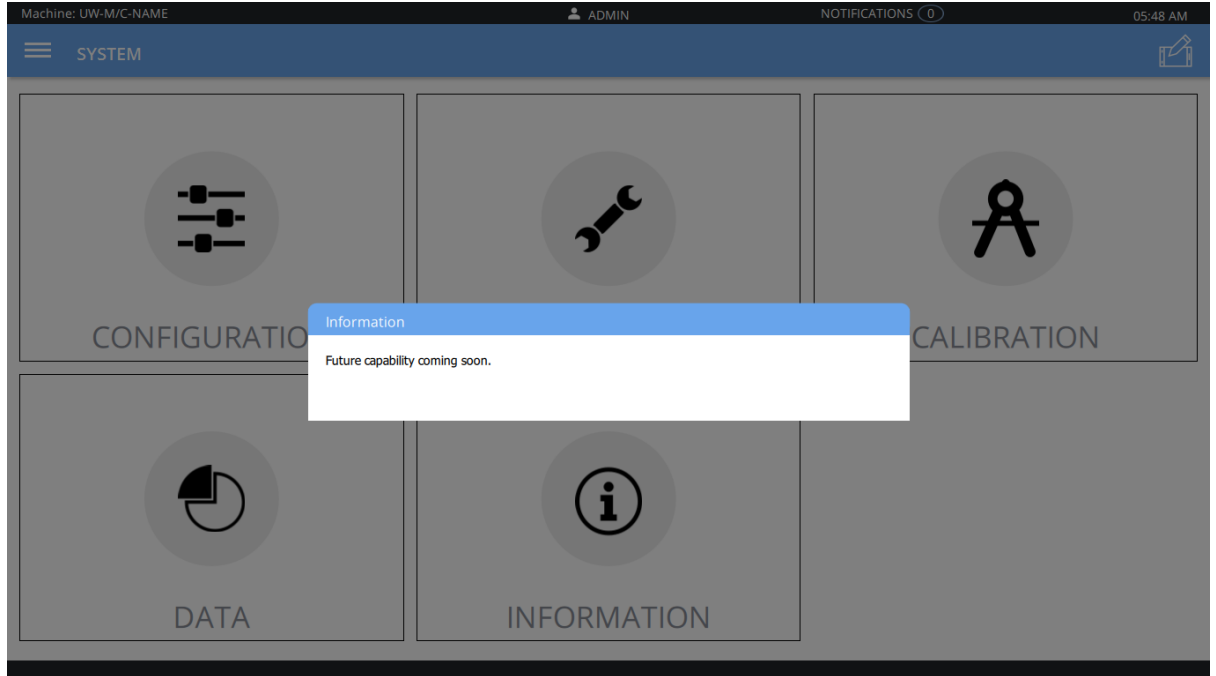 Machine: UW-M/C-NAME ADMIN NOTIFICATIONS 0 05:48 AM
SYSTEM
Information
CONFIGURATIO CALIBRATION
Future capability coming soon.
DATA INFORMATION